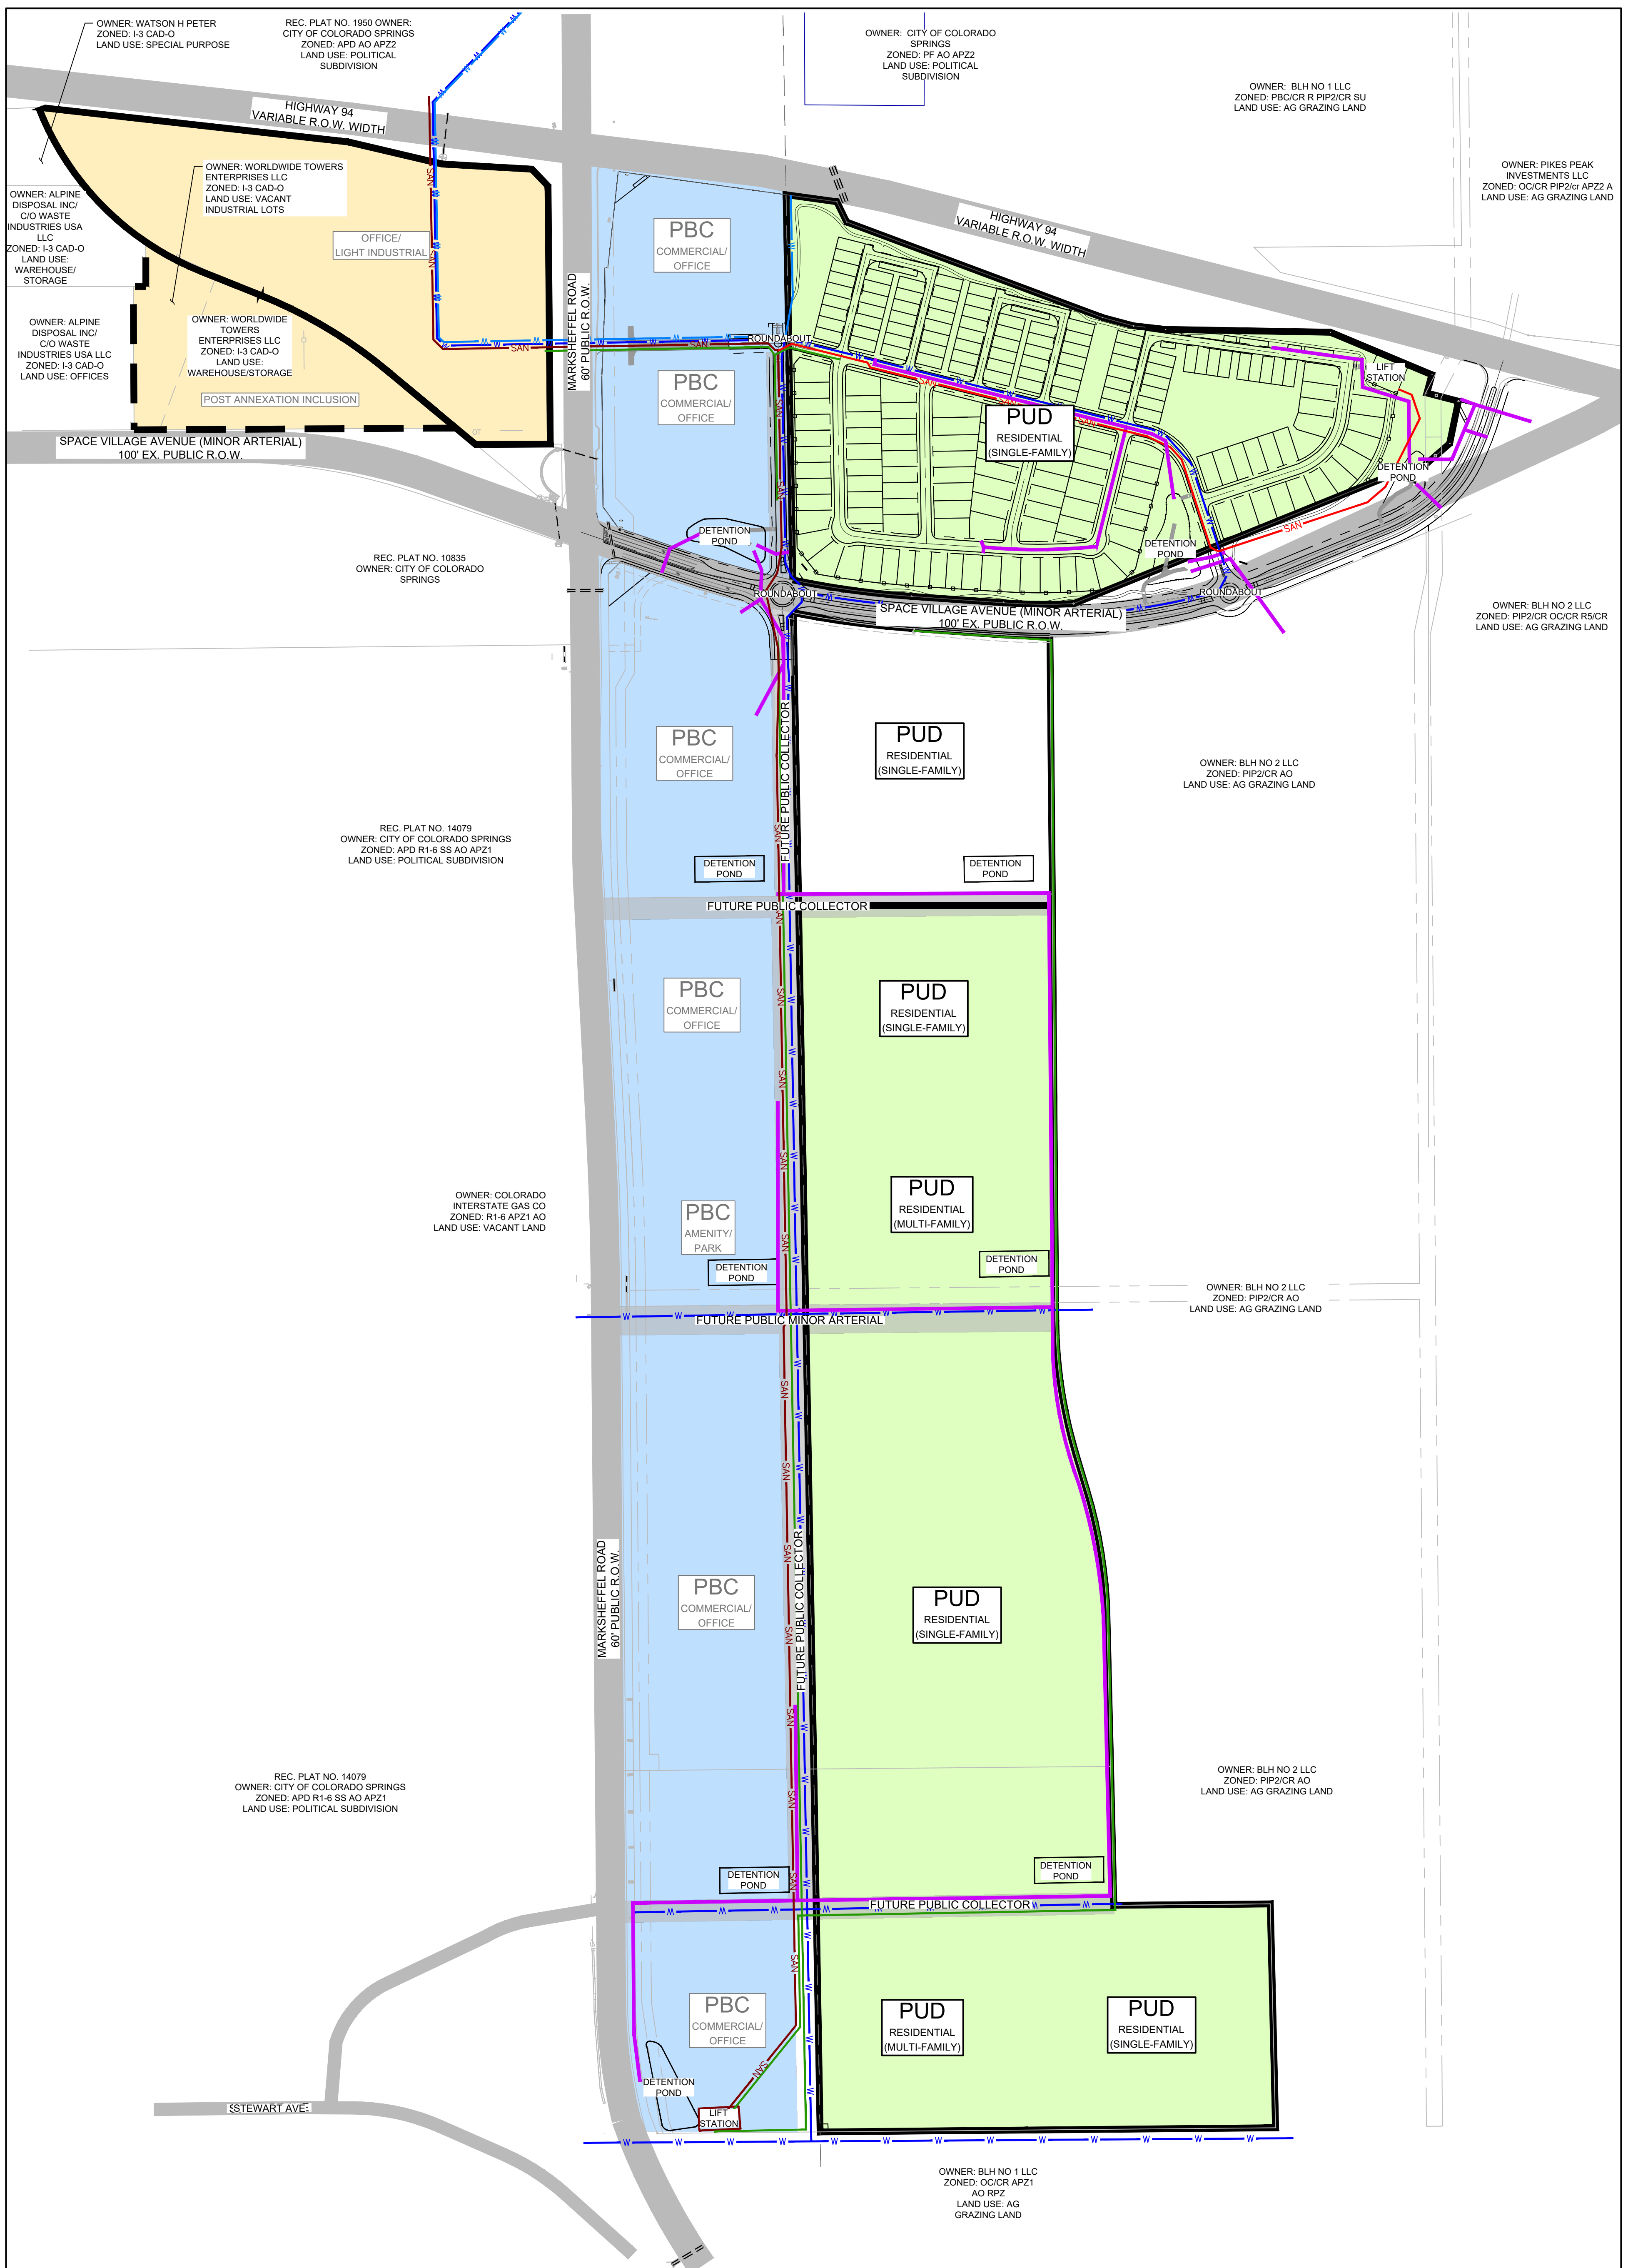 OWNER: WATSON H PETER
ZONED: I-3 CAD-O
LAND USE: SPECIAL PURPOSE
REC. PLAT NO. 1950 OWNER:
CITY OF COLORADO SPRINGS
ZONED: APD AO APZ2
LAND USE: POLITICAL
SUBDIVISION
OWNER: CITY OF COLORADO
SPRINGS
ZONED: PF AO APZ2
LAND USE: POLITICAL
SUBDIVISION
OWNER: BLH NO 1 LLC
ZONED: PBC/CR R PIP2/CR SU
LAND USE: AG GRAZING LAND
OWNER: PIKES PEAK
INVESTMENTS LLC
ZONED: OC/CR PIP2/cr APZ2 A
LAND USE: AG GRAZING LAND
HIGHWAY 94
VARIABLE R.O.W. WIDTH
HIGHWAY 94
VARIABLE R.O.W. WIDTH
OWNER: WORLDWIDE TOWERS
ENTERPRISES LLC
ZONED: I-3 CAD-O
LAND USE: VACANT
INDUSTRIAL LOTS
OWNER: ALPINE
DISPOSAL INC/
C/O WASTE
INDUSTRIES USA
LLC
ZONED: I-3 CAD-O
LAND USE:
WAREHOUSE/
STORAGE
OFFICE/
LIGHT INDUSTRIAL
PBC
COMMERCIAL/
OFFICE
OWNER: ALPINE
DISPOSAL INC/
C/O WASTE
INDUSTRIES USA LLC
ZONED: I-3 CAD-O
LAND USE: OFFICES
OWNER: WORLDWIDE
TOWERS
ENTERPRISES LLC
ZONED: I-3 CAD-O
LAND USE:
WAREHOUSE/STORAGE
POST ANNEXATION INCLUSION
MARKSHEFFEL ROAD
60' PUBLIC R.O.W.
ROUNDABOUT
PBC
COMMERCIAL/
OFFICE
PUD
RESIDENTIAL
(SINGLE-FAMILY)
LIFT
STATION
SPACE VILLAGE AVENUE (MINOR ARTERIAL)
100' EX. PUBLIC R.O.W.
DETENTION
POND
DETENTION
POND
DETENTION
POND
REC. PLAT NO. 10835
OWNER: CITY OF COLORADO
SPRINGS
ROUNDABOUT
ROUNDABOUT
SPACE VILLAGE AVENUE (MINOR ARTERIAL)
100' EX. PUBLIC R.O.W.
OWNER: BLH NO 2 LLC
ZONED: PIP2/CR OC/CR R5/CR
LAND USE: AG GRAZING LAND
PBC
COMMERCIAL/
OFFICE
FUTURE PUBLIC COLLECTOR
PUD
RESIDENTIAL
(SINGLE-FAMILY)
OWNER: BLH NO 2 LLC
ZONED: PIP2/CR AO
LAND USE: AG GRAZING LAND
REC. PLAT NO. 14079
OWNER: CITY OF COLORADO SPRINGS
ZONED: APD R1-6 SS AO APZ1
LAND USE: POLITICAL SUBDIVISION
DETENTION
POND
DETENTION
POND
FUTURE PUBLIC COLLECTOR
PBC
COMMERCIAL/
OFFICE
PUD
RESIDENTIAL
(SINGLE-FAMILY)
OWNER: COLORADO
INTERSTATE GAS CO
ZONED: R1-6 APZ1 AO
LAND USE: VACANT LAND
PBC
AMENITY/
PARK
PUD
RESIDENTIAL
(MULTI-FAMILY)
DETENTION
POND
DETENTION
POND
OWNER: BLH NO 2 LLC
ZONED: PIP2/CR AO
LAND USE: AG GRAZING LAND
FUTURE PUBLIC MINOR ARTERIAL
MARKSHEFFEL ROAD
60' PUBLIC R.O.W.
PBC
COMMERCIAL/
OFFICE
FUTURE PUBLIC COLLECTOR
PUD
RESIDENTIAL
(SINGLE-FAMILY)
REC. PLAT NO. 14079
OWNER: CITY OF COLORADO SPRINGS
ZONED: APD R1-6 SS AO APZ1
LAND USE: POLITICAL SUBDIVISION
OWNER: BLH NO 2 LLC
ZONED: PIP2/CR AO
LAND USE: AG GRAZING LAND
DETENTION
POND
DETENTION
POND
FUTURE PUBLIC COLLECTOR
PBC
COMMERCIAL/
OFFICE
PUD
RESIDENTIAL
(MULTI-FAMILY)
PUD
RESIDENTIAL
(SINGLE-FAMILY)
DETENTION
POND
STEWART AVE
LIFT
STATION
OWNER: BLH NO 1 LLC
ZONED: OC/CR APZ1
AO RPZ
LAND USE: AG
GRAZING LAND